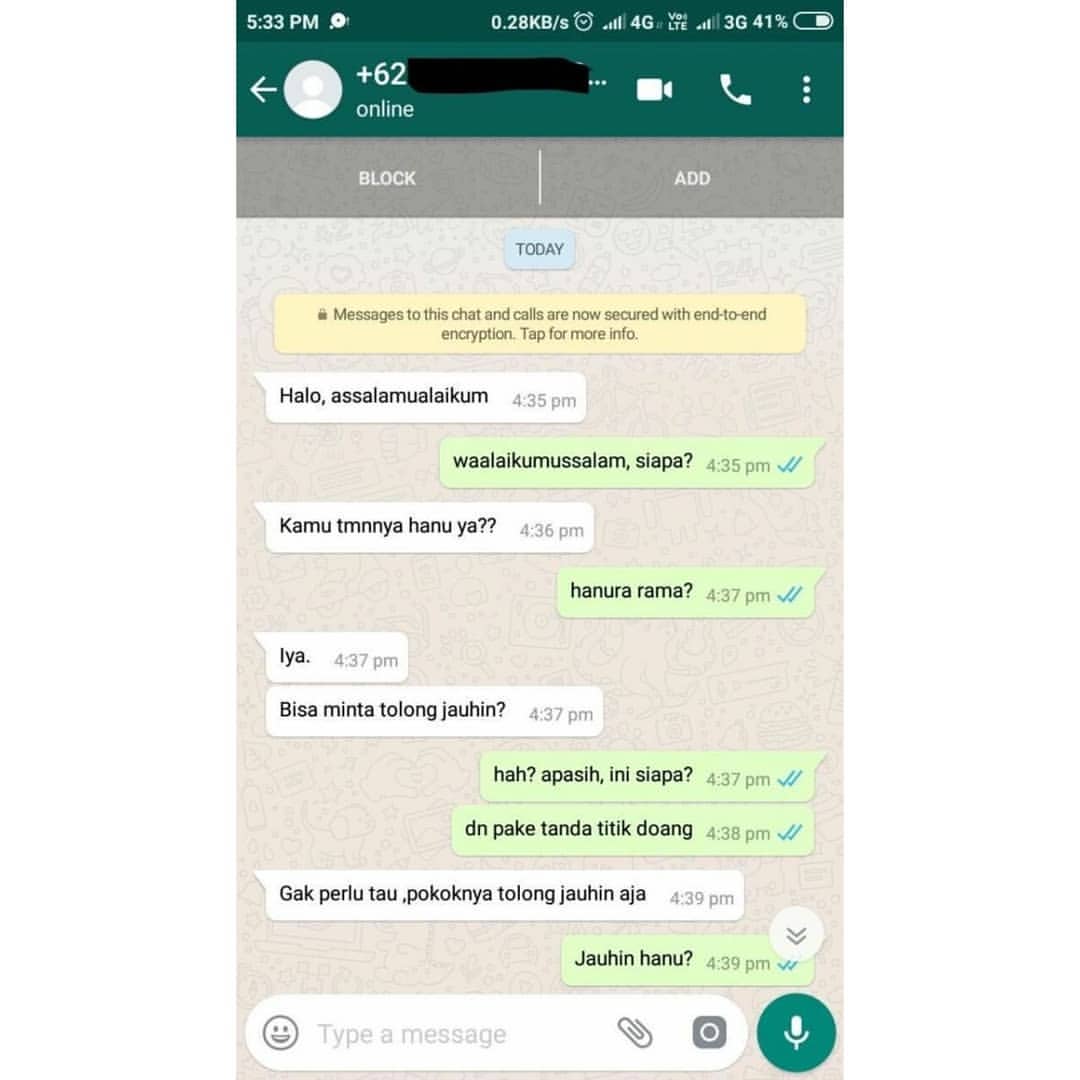 5:33 PM 0.28KB/s 4G Vo) LTE 3G 41%
+62 ...
online
BLOCK ADD
TODAY
Messages to this chat and calls are now secured with end-to-end
encryption. Tap for more info.
Halo, assalamualaikum 4:35 pm
waalaikumussalam, siapa? 4:35 pm
Kamu tmnnya hanu ya?? 4:36 pm
hanura rama? 4:37 pm
Iya. 4:37 pm
Bisa minta tolong jauhin? 4:37 pm
hah? apasih, ini siapa? 4:37 pm
dn pake tanda titik doang 4:38 pm
Gak perlu tau ,pokoknya tolong jauhin aja 4:39 pm
Jauhin hanu? 4:39 pm
Type a message